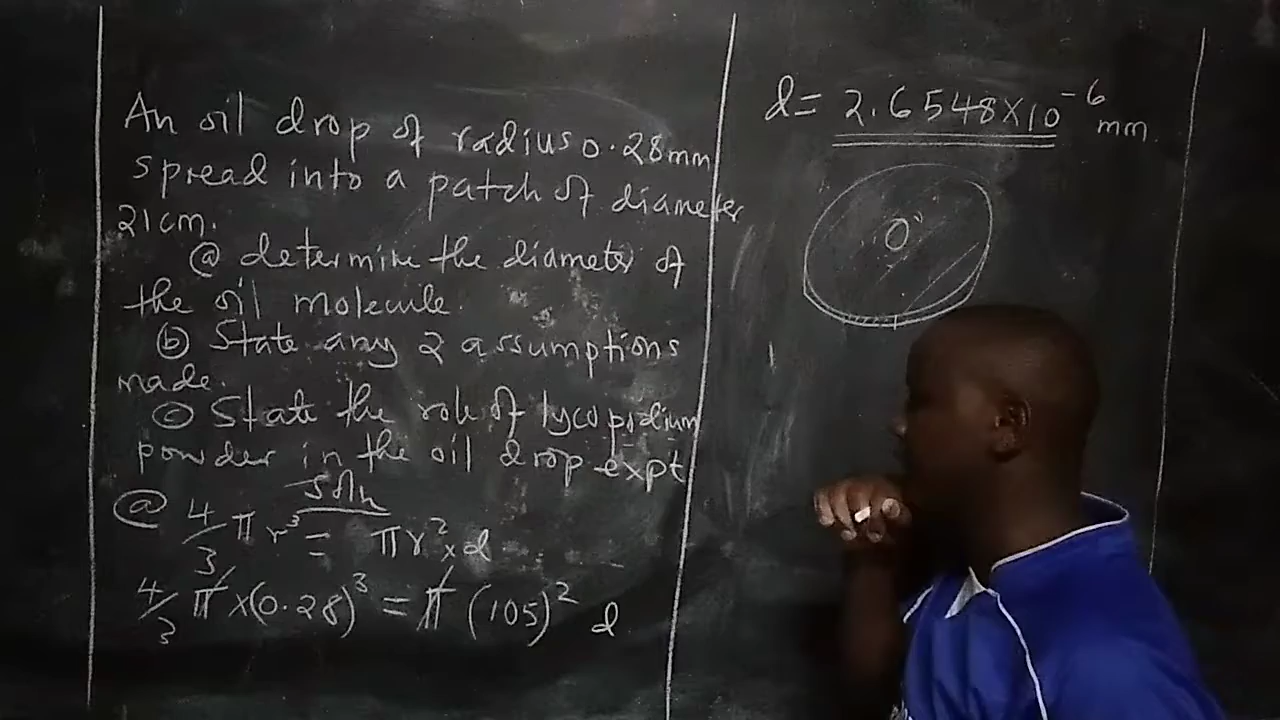 An oil drop of radius 0.28mm
spread into a patch of diameter
21cm.
ⓐ determine the diameter of
the oil molecule.
ⓑ State any 2 assumptions
made.
ⓒ State the role of lycopodium
powder in the oil drop expt
soln
ⓐ 4/3 πr³ = πr² × d
4/3 π × (0.28)³ = π (105)² d
d = 2.6548 × 10⁻⁶ mm
"O"